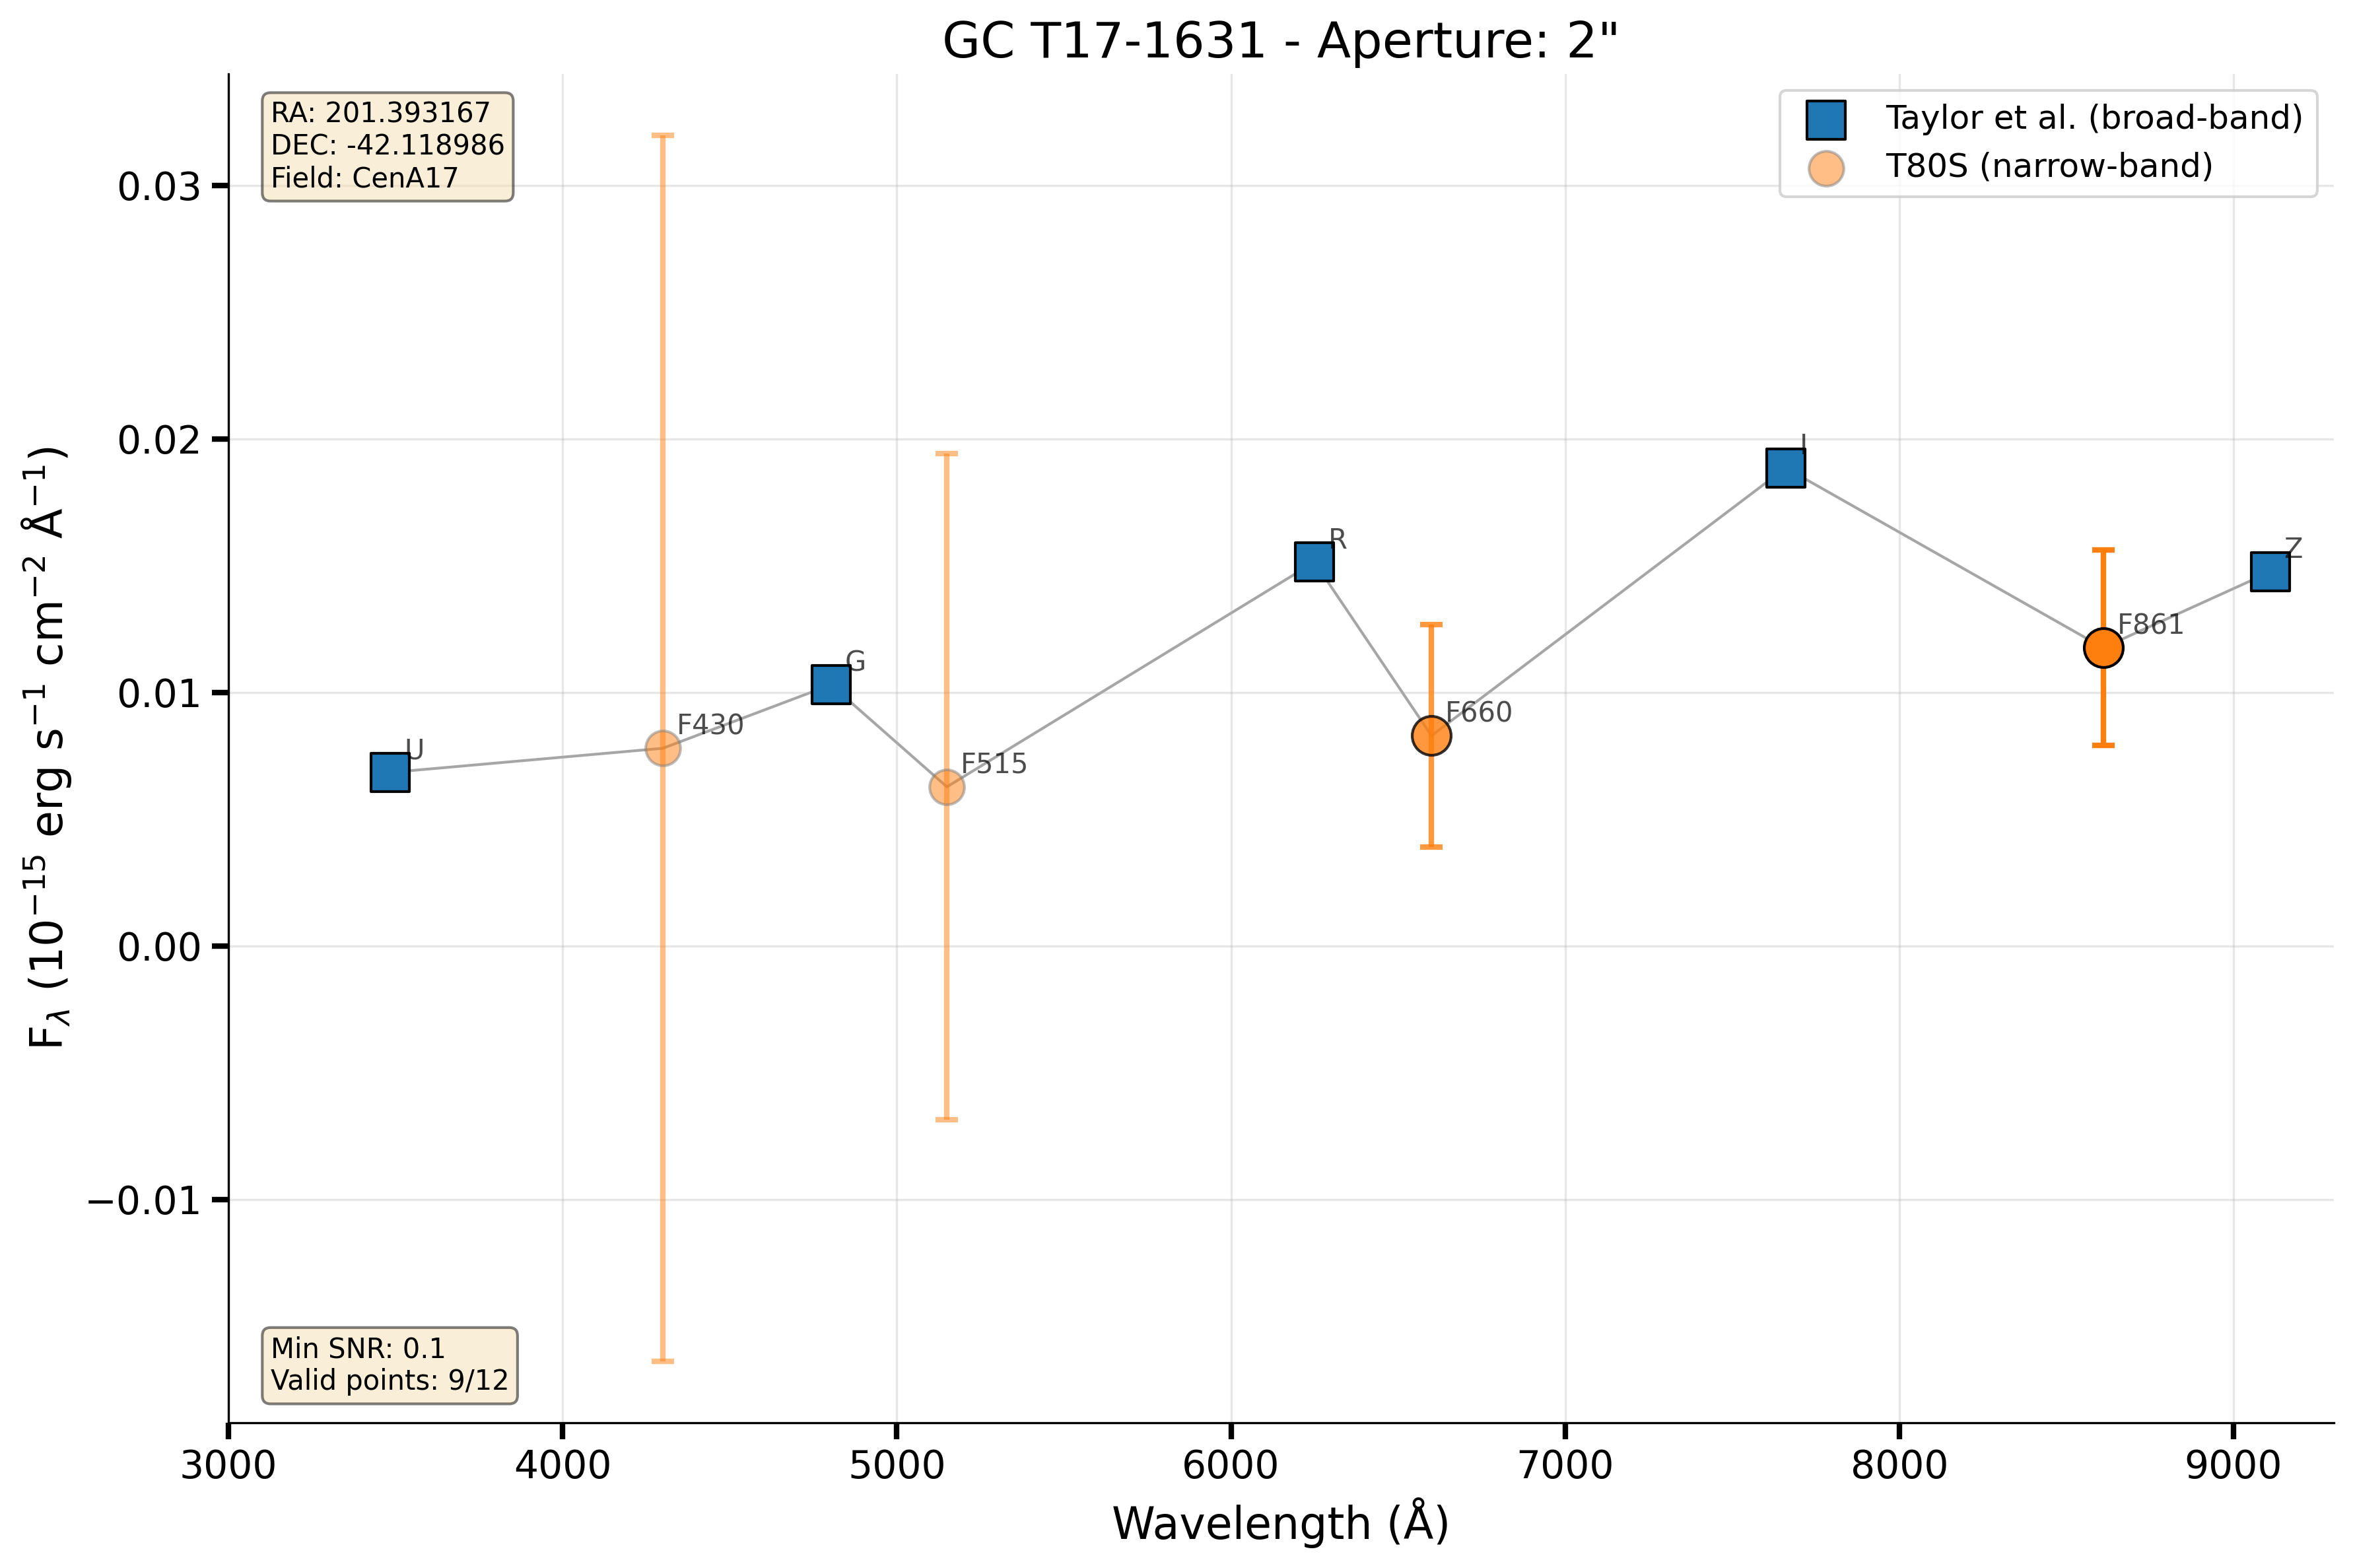 GC T17-1631 - Aperture: 2"
RA: 201.393167
DEC: -42.118986
Field: CenA17
Taylor et al. (broad-band)
T80S (narrow-band)
0.03
0.02
0.01
0.00
−0.01
F_λ (10⁻¹⁵ erg s⁻¹ cm⁻² Å⁻¹)
U
F430
G
F515
R
F660
I
F861
Z
Min SNR: 0.1
Valid points: 9/12
3000 4000 5000 6000 7000 8000 9000
Wavelength (Å)